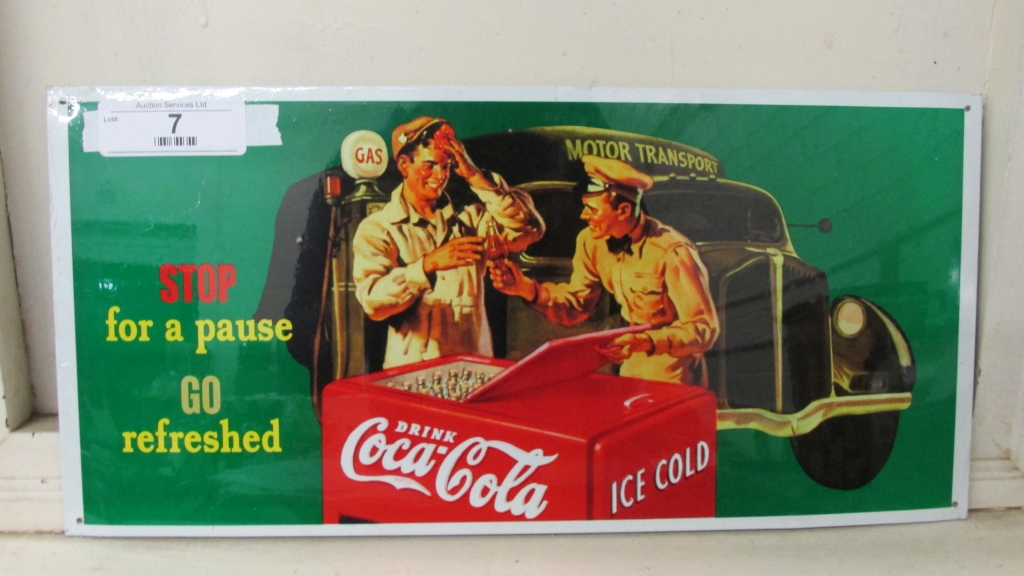 Auction Services Ltd
Lot#:
7
GAS
MOTOR TRANSPORT
STOP
for a pause
GO
refreshed
DRINK
Coca-Cola
ICE COLD